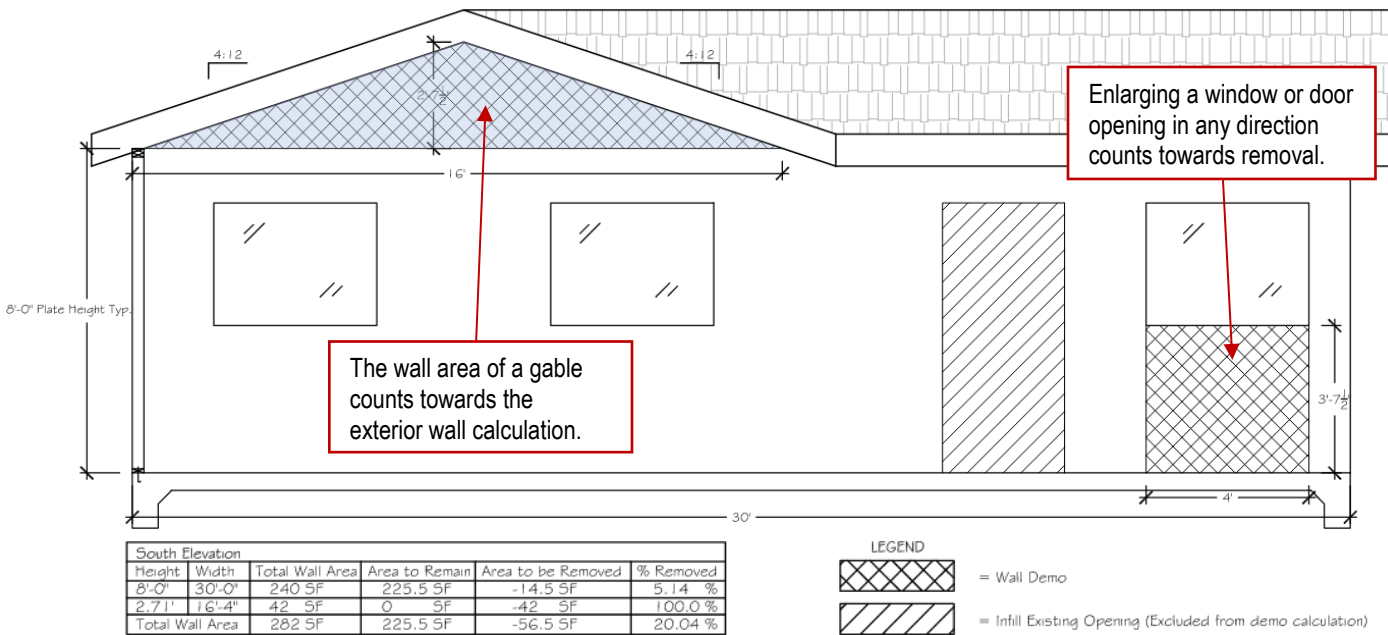 4:12
4:12
2'-7½"
16'
Enlarging a window or door
opening in any direction
counts towards removal.
8'-0" Plate Height Typ.
The wall area of a gable
counts towards the
exterior wall calculation.
3'-7½"
4'
30'
South Elevation
Height Width Total Wall Area Area to Remain Area to be Removed % Removed
8'-0" 30'-0" 240 SF 225.5 SF -14.5 SF 5.14 %
2.71' 16'-4" 42 SF 0 SF -42 SF 100.0 %
Total Wall Area 282 SF 225.5 SF -56.5 SF 20.04 %
LEGEND
= Wall Demo
= Infill Existing Opening (Excluded from demo calculation)